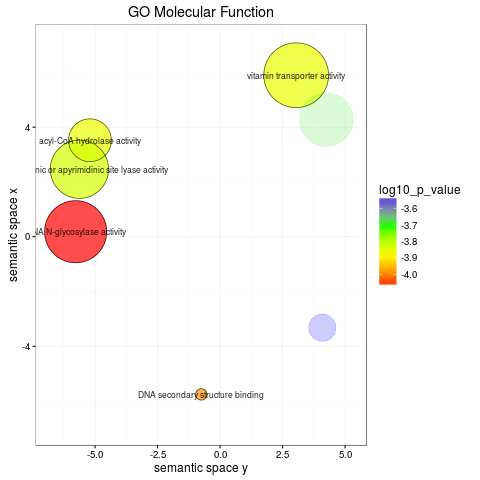 GO Molecular Function
vitamin transporter activity
acyl-CoA hydrolase activity
or apyrimidinic site lyase activity
N-glycosylase activity
DNA secondary structure binding
4
0
-4
-5.0
-2.5
0.0
2.5
5.0
semantic space x
semantic space y
log10_p_value
-3.6
-3.7
-3.8
-3.9
-4.0